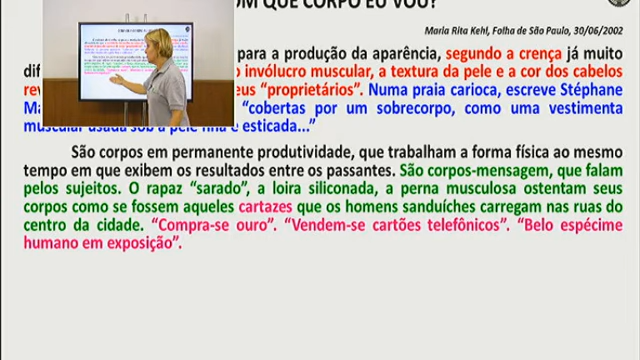 OM QUE CORPO EU VOU?
Maria Rita Kehl, Folha de São Paulo, 30/06/2002
para a produção da aparência, segundo a crença já muito
dif o invólucro muscular, a textura da pele e a cor dos cabelos
rev eus “proprietários”. Numa praia carioca, escreve Stéphane
Ma “cobertas por um sobrecorpo, como uma vestimenta
muscular usada sob a pele fina e esticada...”
São corpos em permanente produtividade, que trabalham a forma física ao mesmo
tempo em que exibem os resultados entre os passantes. São corpos-mensagem, que falam
pelos sujeitos. O rapaz “sarado”, a loira siliconada, a perna musculosa ostentam seus
corpos como se fossem aqueles cartazes que os homens sanduíches carregam nas ruas do
centro da cidade. “Compra-se ouro”. “Vendem-se cartões telefônicos”. “Belo espécime
humano em exposição”.